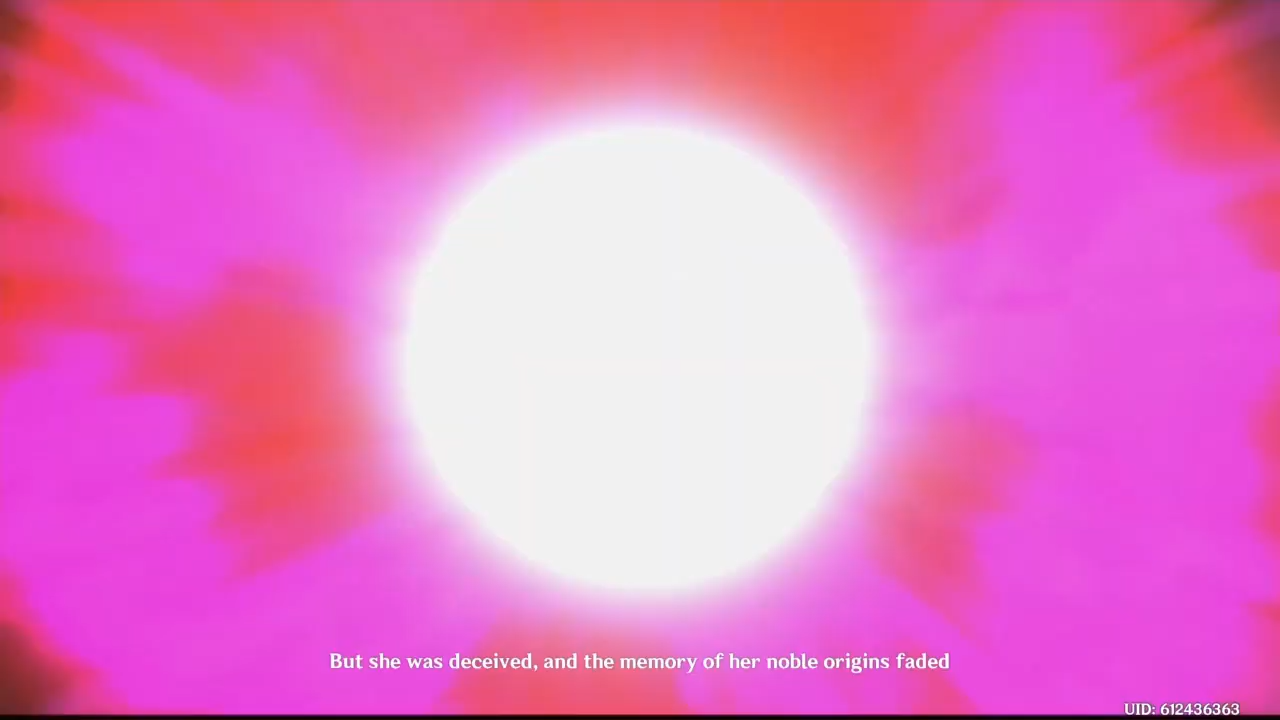 But she was deceived, and the memory of her noble origins faded
UID: 612436363